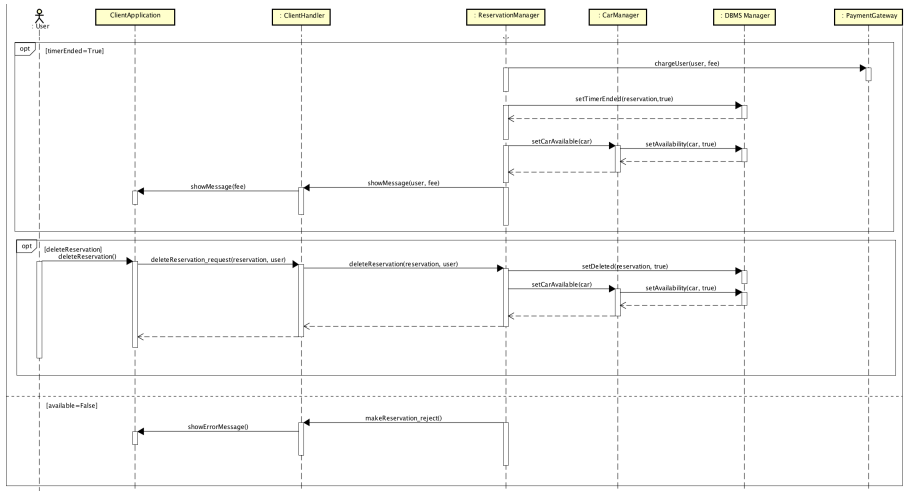 : User
ClientApplication
: ClientHandler
: ReservationManager
: CarManager
: DBMS Manager
: PaymentGateway
opt
[timerEnded=True]
chargeUser(user, fee)
setTimerEnded(reservation,true)
setCarAvailable(car)
setAvailability(car, true)
showMessage(user, fee)
showMessage(fee)
opt
[deleteReservation]
deleteReservation()
deleteReservation_request(reservation, user)
deleteReservation(reservation, user)
setDeleted(reservation, true)
setCarAvailable(car)
setAvailability(car, true)
[available=False]
makeReservation_reject()
showErrorMessage()